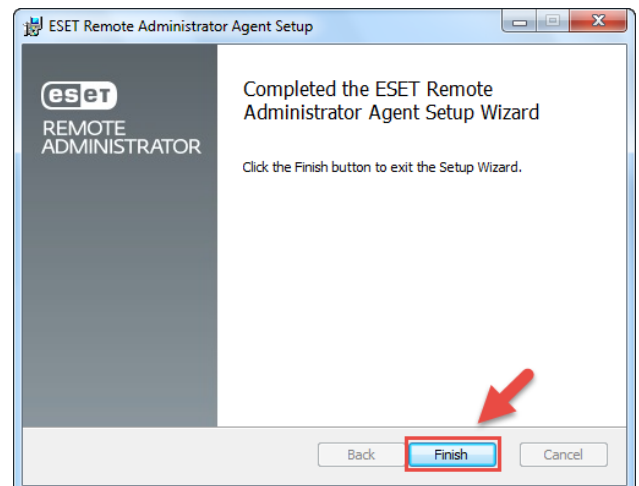 ESET Remote Administrator Agent Setup
eseT
REMOTE
ADMINISTRATOR
Completed the ESET Remote
Administrator Agent Setup Wizard
Click the Finish button to exit the Setup Wizard.
Back Finish Cancel